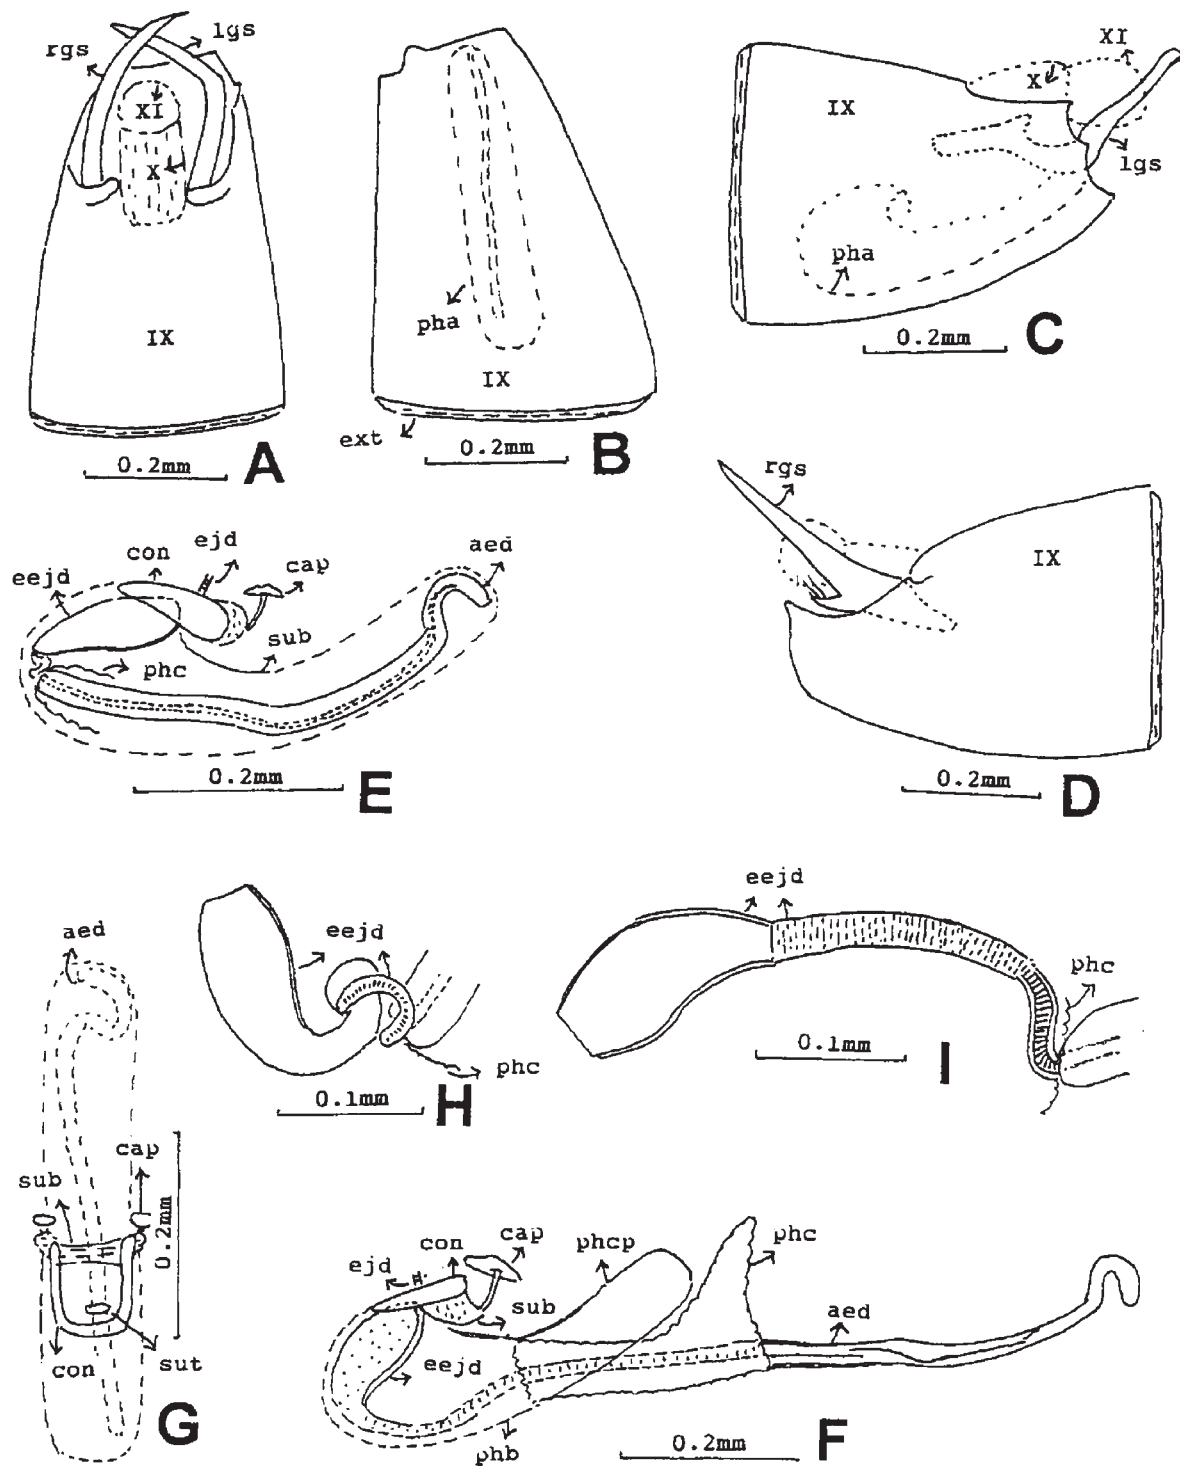 rgs
lgs
XI
X
IX
0.2mm
A
pha
IX
ext
0.2mm
B
XI
X
IX
lgs
pha
0.2mm
C
rgs
IX
0.2mm
D
eejd
con
ejd
cap
aed
sub
phc
0.2mm
E
eejd
phc
0.1mm
H
eejd
phc
0.1mm
I
aed
cap
sub
0.2mm
con
sut
G
ejd
con
cap
phcp
phc
sub
aed
eejd
phb
0.2mm
F